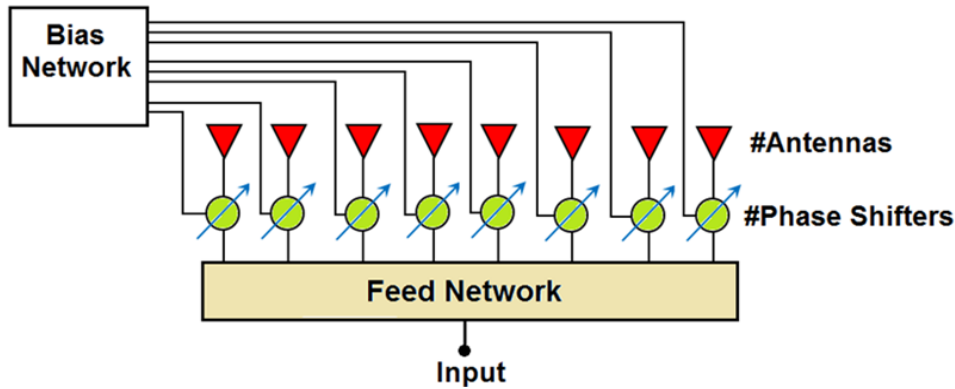 Bias
Network
#Antennas
#Phase Shifters
Feed Network
Input